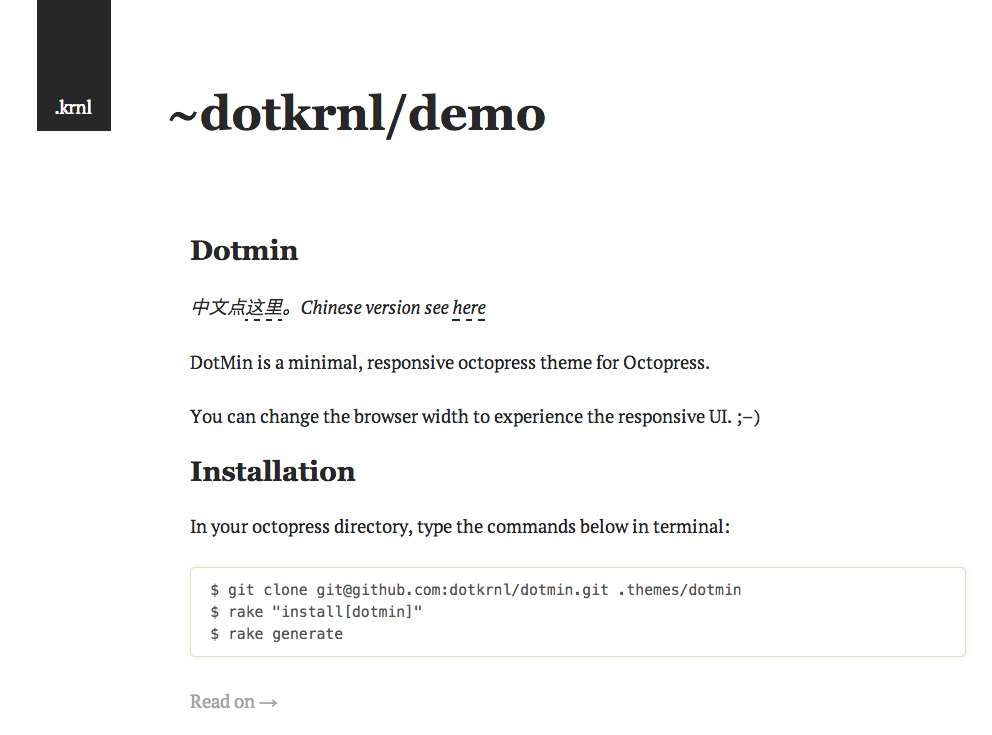 .krnl
~dotkrnl/demo
Dotmin
中文点这里。Chinese version see here
DotMin is a minimal, responsive octopress theme for Octopress.
You can change the browser width to experience the responsive UI. ;–)
Installation
In your octopress directory, type the commands below in terminal:
$ git clone git@github.com:dotkrnl/dotmin.git .themes/dotmin
$ rake "install[dotmin]"
$ rake generate
Read on →